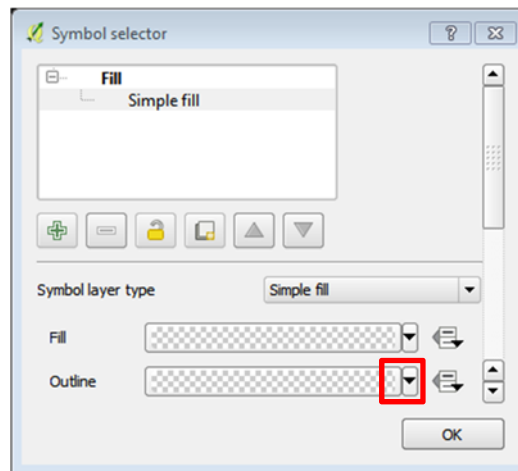 Symbol selector
Fill
Simple fill
Symbol layer type
Simple fill
Fill
Outline
OK